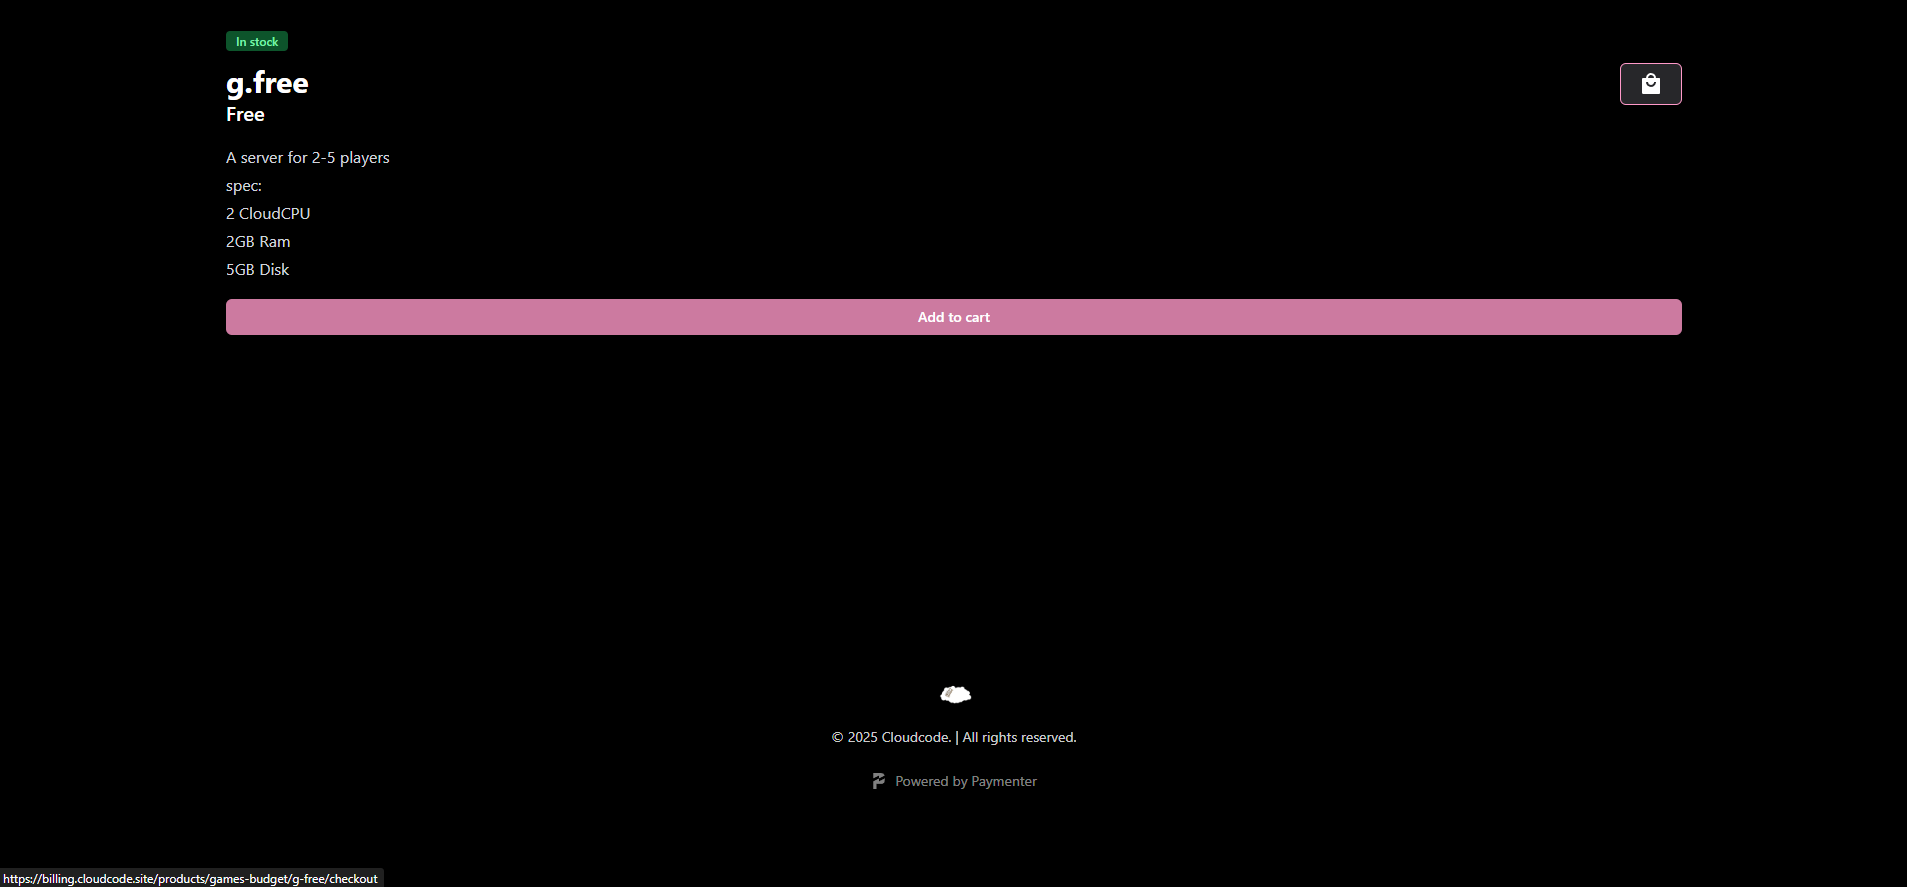 In stock
g.free
Free
A server for 2-5 players
spec:
2 CloudCPU
2GB Ram
5GB Disk
Add to cart
© 2025 Cloudcode. | All rights reserved.
Powered by Paymenter
https://billing.cloudcode.site/products/games-budget/g-free/checkout